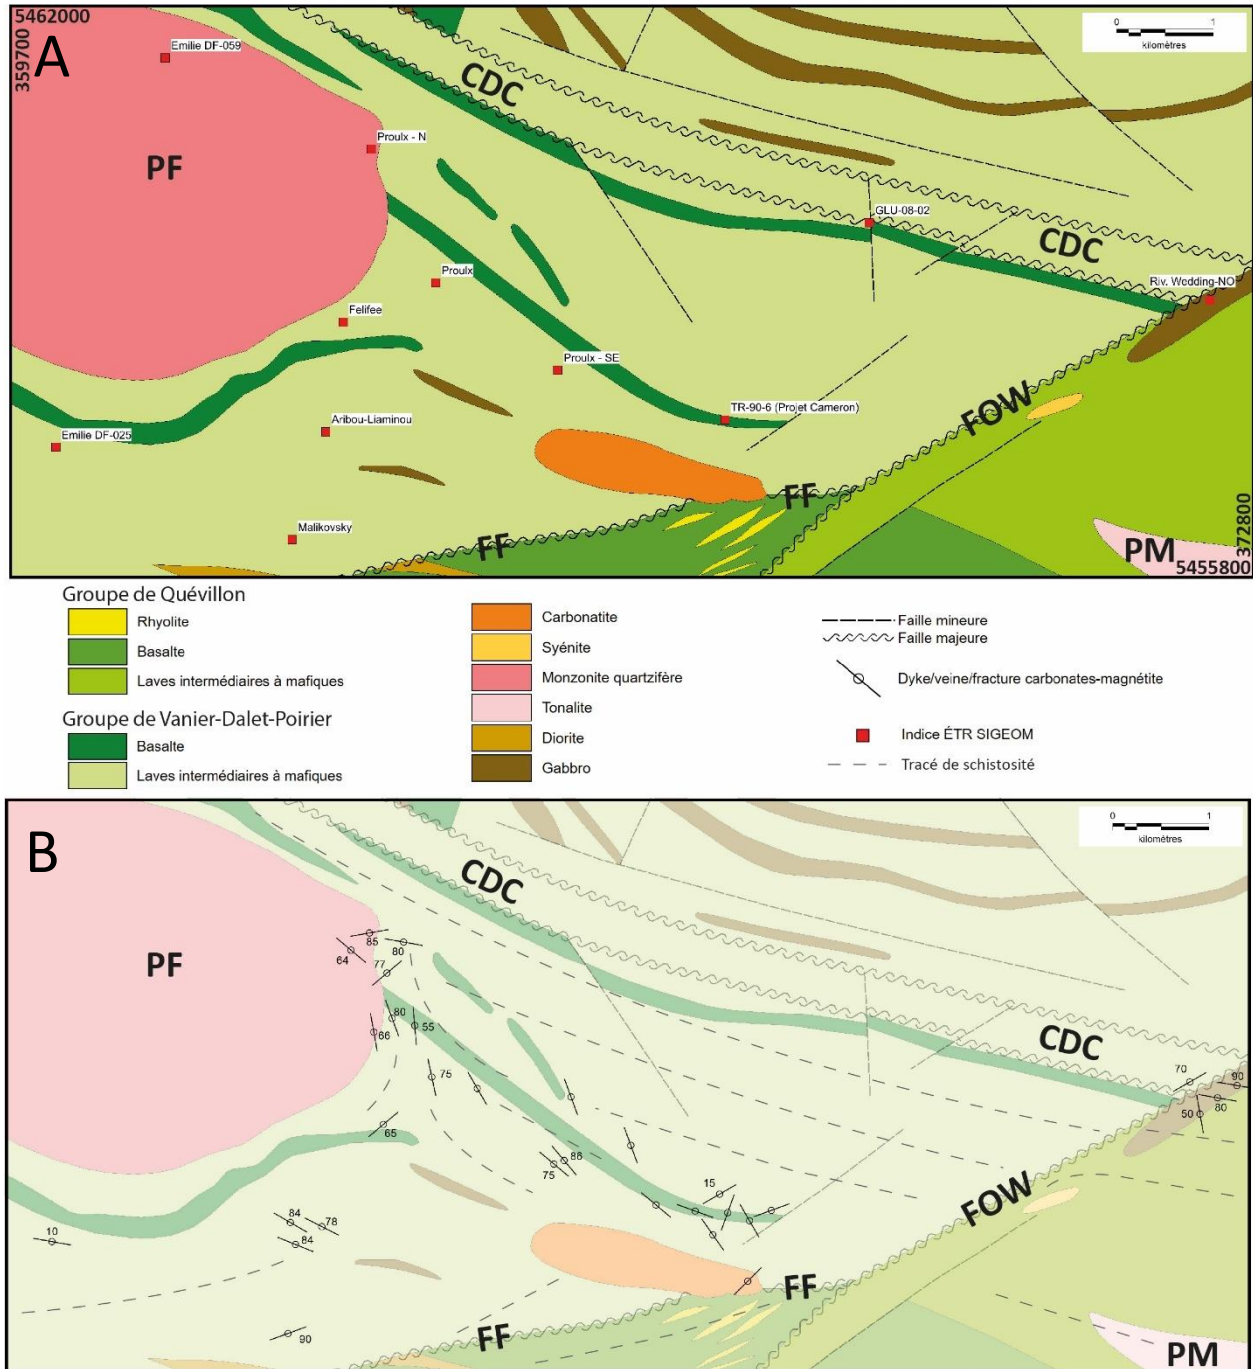 5462000
359700
A
0 1
kilomètres
Emilie DF-059
CDC
Proulx - N
PF
GLU-08-02
CDC
Proulx
Riv. Wedding-NO
Felifee
Proulx - SE
FOW
TR-90-6 (Projet Cameron)
Aribou-Liaminou
Emilie DF-025
FF
Malikovsky
FF
PM
372800
5455800
Groupe de Quévillon
Rhyolite
Basalte
Laves intermédiaires à mafiques
Groupe de Vanier-Dalet-Poirier
Basalte
Laves intermédiaires à mafiques
Carbonatite
Syénite
Monzonite quartzifère
Tonalite
Diorite
Gabbro
Faille mineure
Faille majeure
Dyke/veine/fracture carbonates-magnétite
Indice ÉTR SIGEOM
Tracé de schistosité
B
0 1
kilomètres
CDC
85
64
80
PF
77
80
66
55
CDC
75
70
90
80
50
65
86
75
15
FOW
84
78
84
10
FF
90
FF
PM